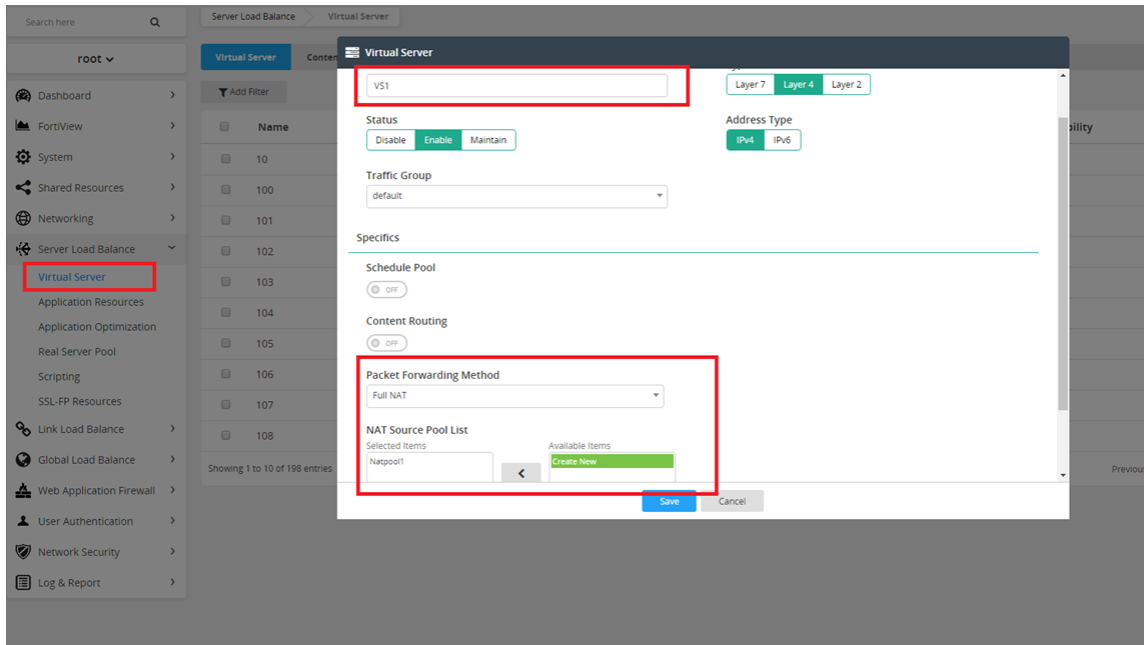 Search here
Server Load Balance
Virtual Server
root
Virtual Server
Conten
Add Filter
Dashboard
FortiView
System
Shared Resources
Networking
Server Load Balance
Virtual Server
Application Resources
Application Optimization
Real Server Pool
Scripting
SSL-FP Resources
Link Load Balance
Global Load Balance
Web Application Firewall
User Authentication
Network Security
Log & Report
Name
bility
10
100
101
102
103
104
105
106
107
108
Showing 1 to 10 of 198 entries
Previous
Virtual Server
VS1
Layer 7 Layer 4 Layer 2
Status
Disable Enable Maintain
Address Type
IPv4 IPv6
Traffic Group
default
Specifics
Schedule Pool
OFF
Content Routing
OFF
Packet Forwarding Method
Full NAT
NAT Source Pool List
Selected Items
Available Items
Natpool1
Create New
Save
Cancel